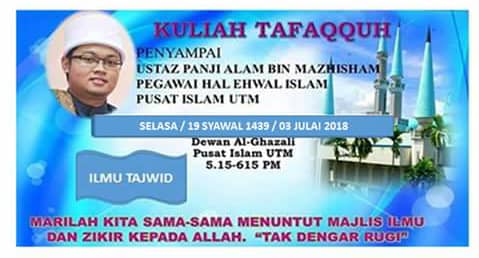 KULIAH TAFAQQUH
PENYAMPAI
USTAZ PANJI ALAM BIN MAZHISHAM
PEGAWAI HAL EHWAL ISLAM
PUSAT ISLAM UTM
SELASA / 19 SYAWAL 1439 / 03 JULAI 2018
Dewan Al-Ghazali
Pusat Islam UTM
5.15-615 PM
ILMU TAJWID
MARILAH KITA SAMA-SAMA MENUNTUT MAJLIS ILMU
DAN ZIKIR KEPADA ALLAH. “TAK DENGAR RUGI”